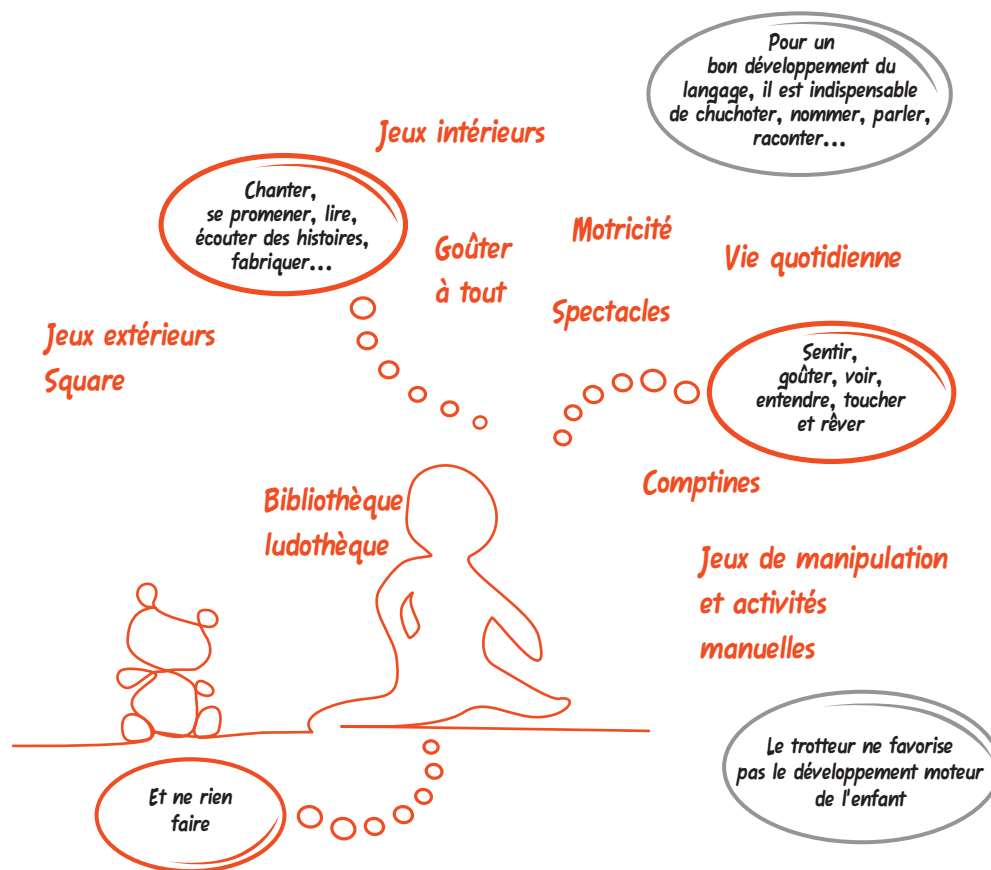 Pour un
bon développement du
langage, il est indispensable
de chuchoter, nommer, parler,
raconter...
Jeux intérieurs
Chanter,
se promener, lire,
écouter des histoires,
fabriquer...
Motricité
Goûter
à tout
Vie quotidienne
Spectacles
Jeux extérieurs
Square
Sentir,
goûter, voir,
entendre, toucher
et rêver
Comptines
Bibliothèque
ludothèque
Jeux de manipulation
et activités
manuelles
Le trotteur ne favorise
pas le développement moteur
de l'enfant
Et ne rien
faire